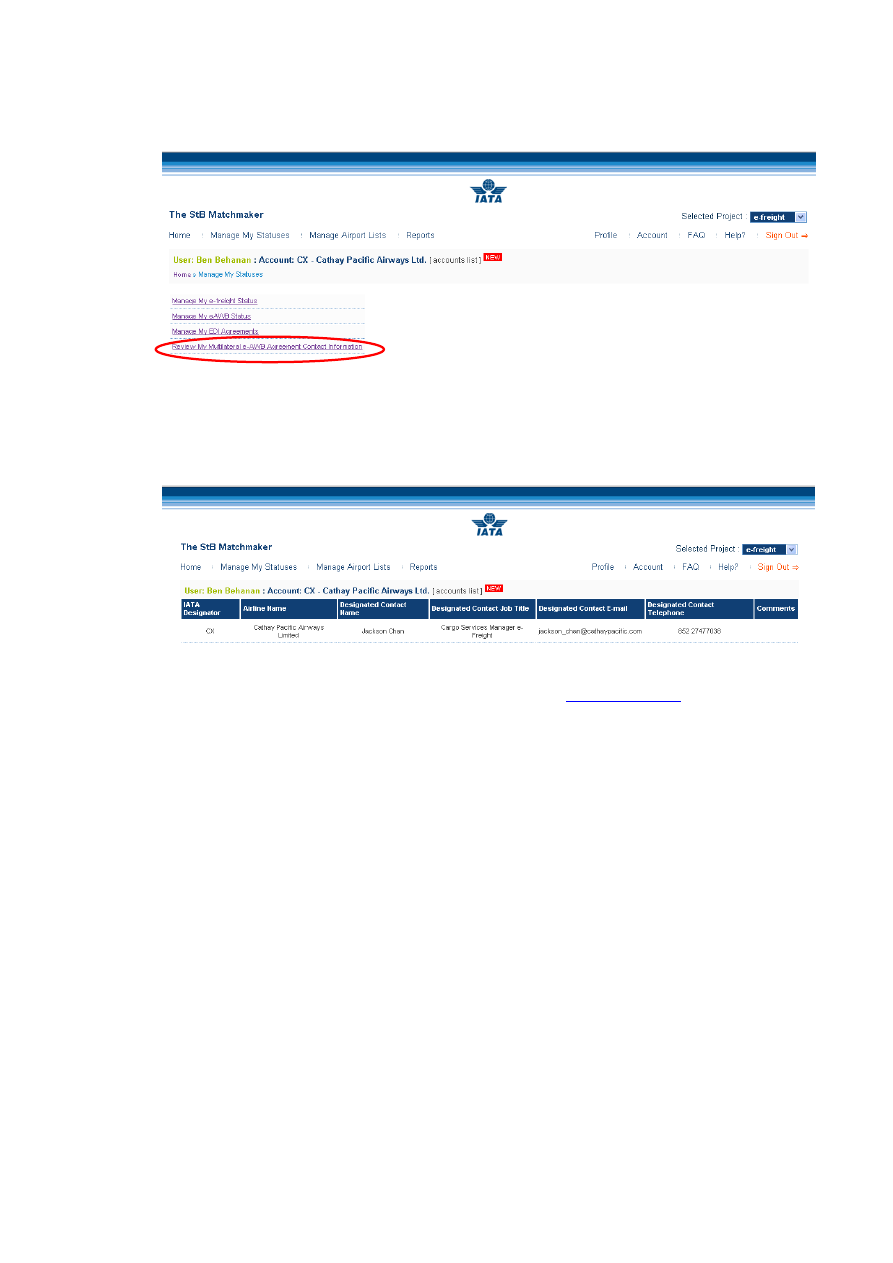 IATA
The StB Matchmaker
Selected Project : e-freight
Home Manage My Statuses Manage Airport Lists Reports Profile Account FAQ Help? Sign Out ⇒
User: Ben Behanan : Account: CX - Cathay Pacific Airways Ltd. [ accounts list ] NEW
Home » Manage My Statuses
Manage My e-freight Status
Manage My eAWB Status
Manage My EDI Agreements
Review My Multilateral e-AWB Agreement Contact Information
IATA
The StB Matchmaker
Selected Project : e-freight
Home Manage My Statuses Manage Airport Lists Reports Profile Account FAQ Help? Sign Out ⇒
User: Ben Behanan : Account: CX - Cathay Pacific Airways Ltd. [ accounts list ] NEW
IATA Designator Airline Name Designated Contact Name Designated Contact Job Title Designated Contact E-mail Designated Contact Telephone Comments
CX Cathay Pacific Airways Limited Jackson Chan Cargo Services Manager e-Freight jackson_chan@cathaypacific.com 852 27477038